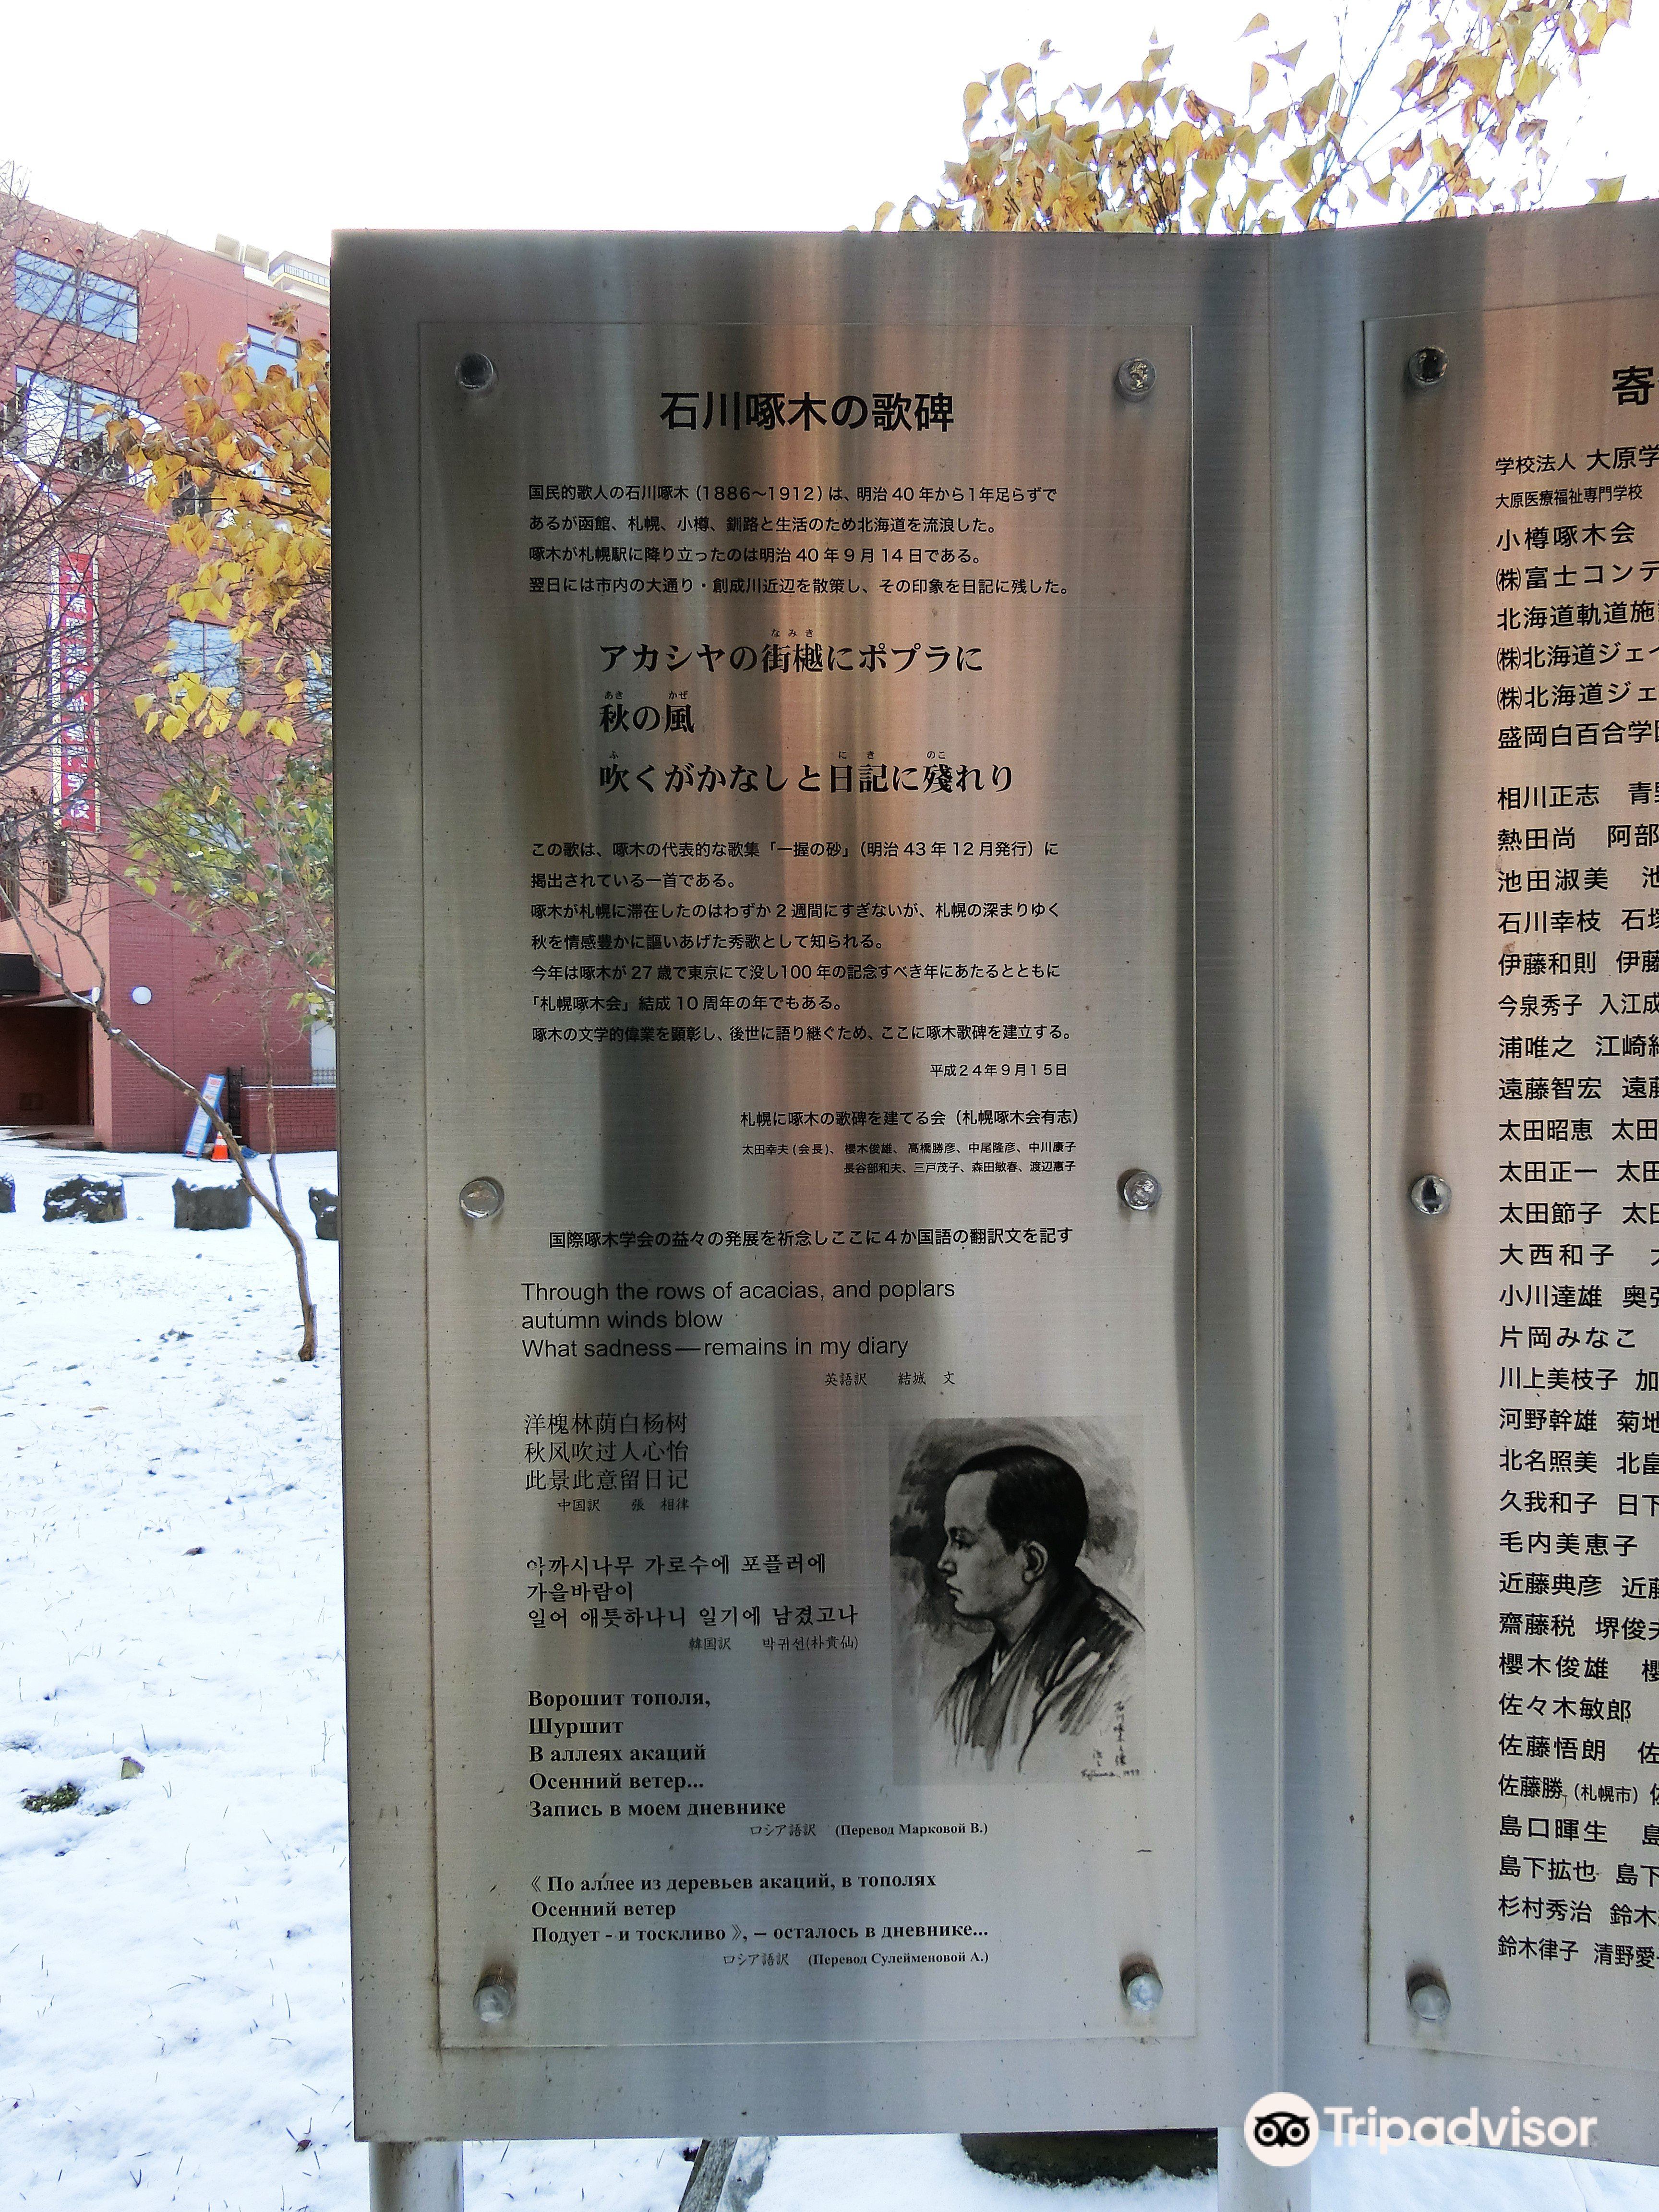 石川啄木の歌碑
国民的歌人の石川啄木（1886～1912）は、明治 40 年から1年足らずで
あるが函館、札幌、小樽、釧路と生活のため北海道を流浪した。
啄木が札幌駅に降り立ったのは明治 40 年 9 月 14 日である。
翌日には市内の大通り・創成川近辺を散策し、その印象を日記に残した。
なみき
アカシヤの街樾にポプラに
あき かぜ
秋の風
ふ にき のこ
吹くがかなしと日記に殘れり
この歌は、啄木の代表的な歌集「一握の砂」（明治 43 年 12 月発行）に
掲出されている一首である。
啄木が札幌に滞在したのはわずか 2 週間にすぎないが、札幌の深まりゆく
秋を情感豊かに謳いあげた秀歌として知られる。
今年は啄木が 27 歳で東京にて没し100 年の記念すべき年にあたるとともに
「札幌啄木会」結成 10 周年の年でもある。
啄木の文学的偉業を顕彰し、後世に語り継ぐため、ここに啄木歌碑を建立する。
平成２４年９月１５日
札幌に啄木の歌碑を建てる会（札幌啄木会有志）
太田幸夫(会長)、櫻木俊雄、髙橋勝彦、中尾隆彦、中川康子
長谷部和夫、三戸茂子、森田敏春、渡辺恵子
国際啄木学会の益々の発展を祈念しここに４か国語の翻訳文を記す
Through the rows of acacias, and poplars
autumn winds blow
What sadness—remains in my diary
英語訳 結城 文
洋槐林荫白杨树
秋风吹过人心怡
此景此意留日记
中国訳 張 相律
아까시나무 가로수에 포플러에
가을바람이
일어 애틋하나니 일기에 남겼고나
韓国訳 박귀선(朴貴仙)
Ворошит тополя,
Шуршит
В аллеях акаций
Осенний ветер...
Запись в моем дневнике
ロシア語訳 (Перевод Марковой В.)
《 По аллее из деревьев акаций, в тополях
Осенний ветер
Подует - и тоскливо 》, – осталось в дневнике...
ロシア語訳 (Перевод Сулейменовой А.)
寄
学校法人 大原学
大原医療福祉専門学校
小樽啄木会
㈱富士コンテ
北海道軌道施
㈱北海道ジェイ
㈱北海道ジェ
盛岡白百合学園
相川正志 青野
熱田尚 阿部
池田淑美 池
石川幸枝 石塚
伊藤和則 伊藤
今泉秀子 入江成
浦唯之 江崎
遠藤智宏 遠藤
太田昭恵 太田
太田正一 太田
太田節子 太田
大西和子
小川達雄 奥
片岡みなこ
川上美枝子 加
河野幹雄 菊地
北名照美 北畠
久我和子 日下
毛内美恵子
近藤典彦 近藤
齋藤税 堺俊夫
櫻木俊雄 櫻
佐々木敏郎
佐藤悟朗 佐
佐藤勝（札幌市） 佐
島口暉生 島
島下拡也 島下
杉村秀治 鈴木
鈴木律子 清野愛
Tripadvisor